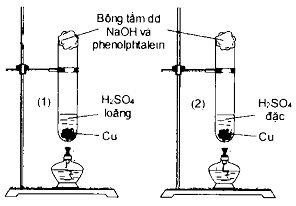 Bông tẩm dd
NaOH và
phenolphtalein
(1)
H₂SO₄
loãng
Cu
(2)
H₂SO₄
đặc
Cu